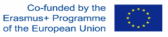 Co-funded by the
Erasmus+ Programme
of the European Union